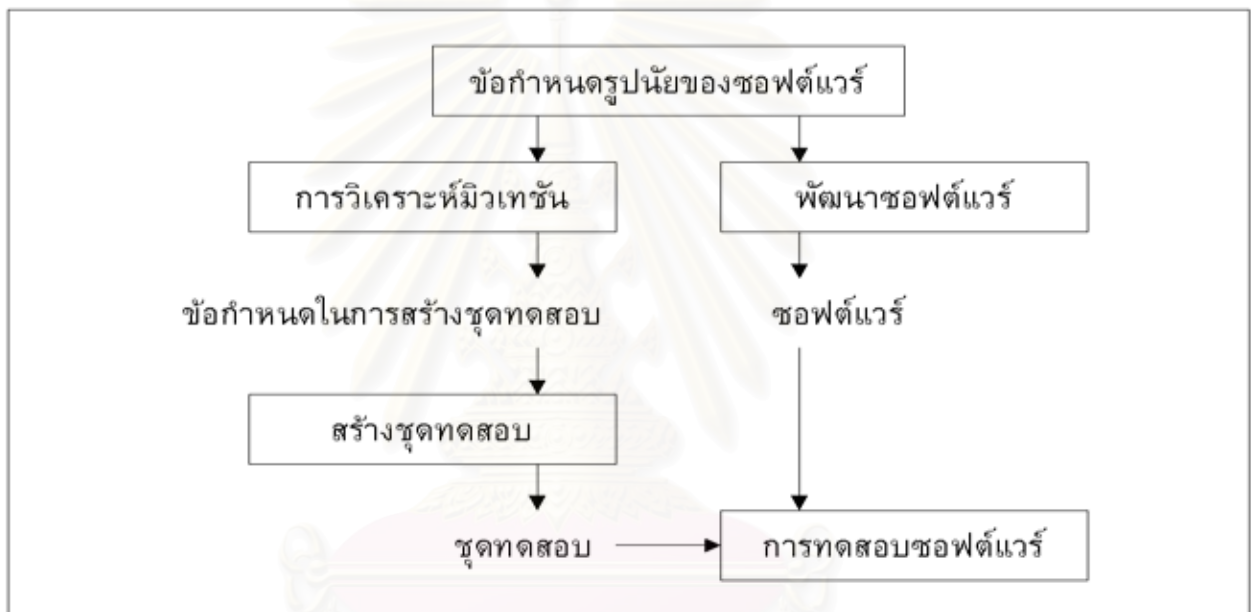 ข้อกำหนดรูปนัยของซอฟต์แวร์
การวิเคราะห์มิวเทชัน
พัฒนาซอฟต์แวร์
ข้อกำหนดในการสร้างชุดทดสอบ
ซอฟต์แวร์
สร้างชุดทดสอบ
ชุดทดสอบ
การทดสอบซอฟต์แวร์